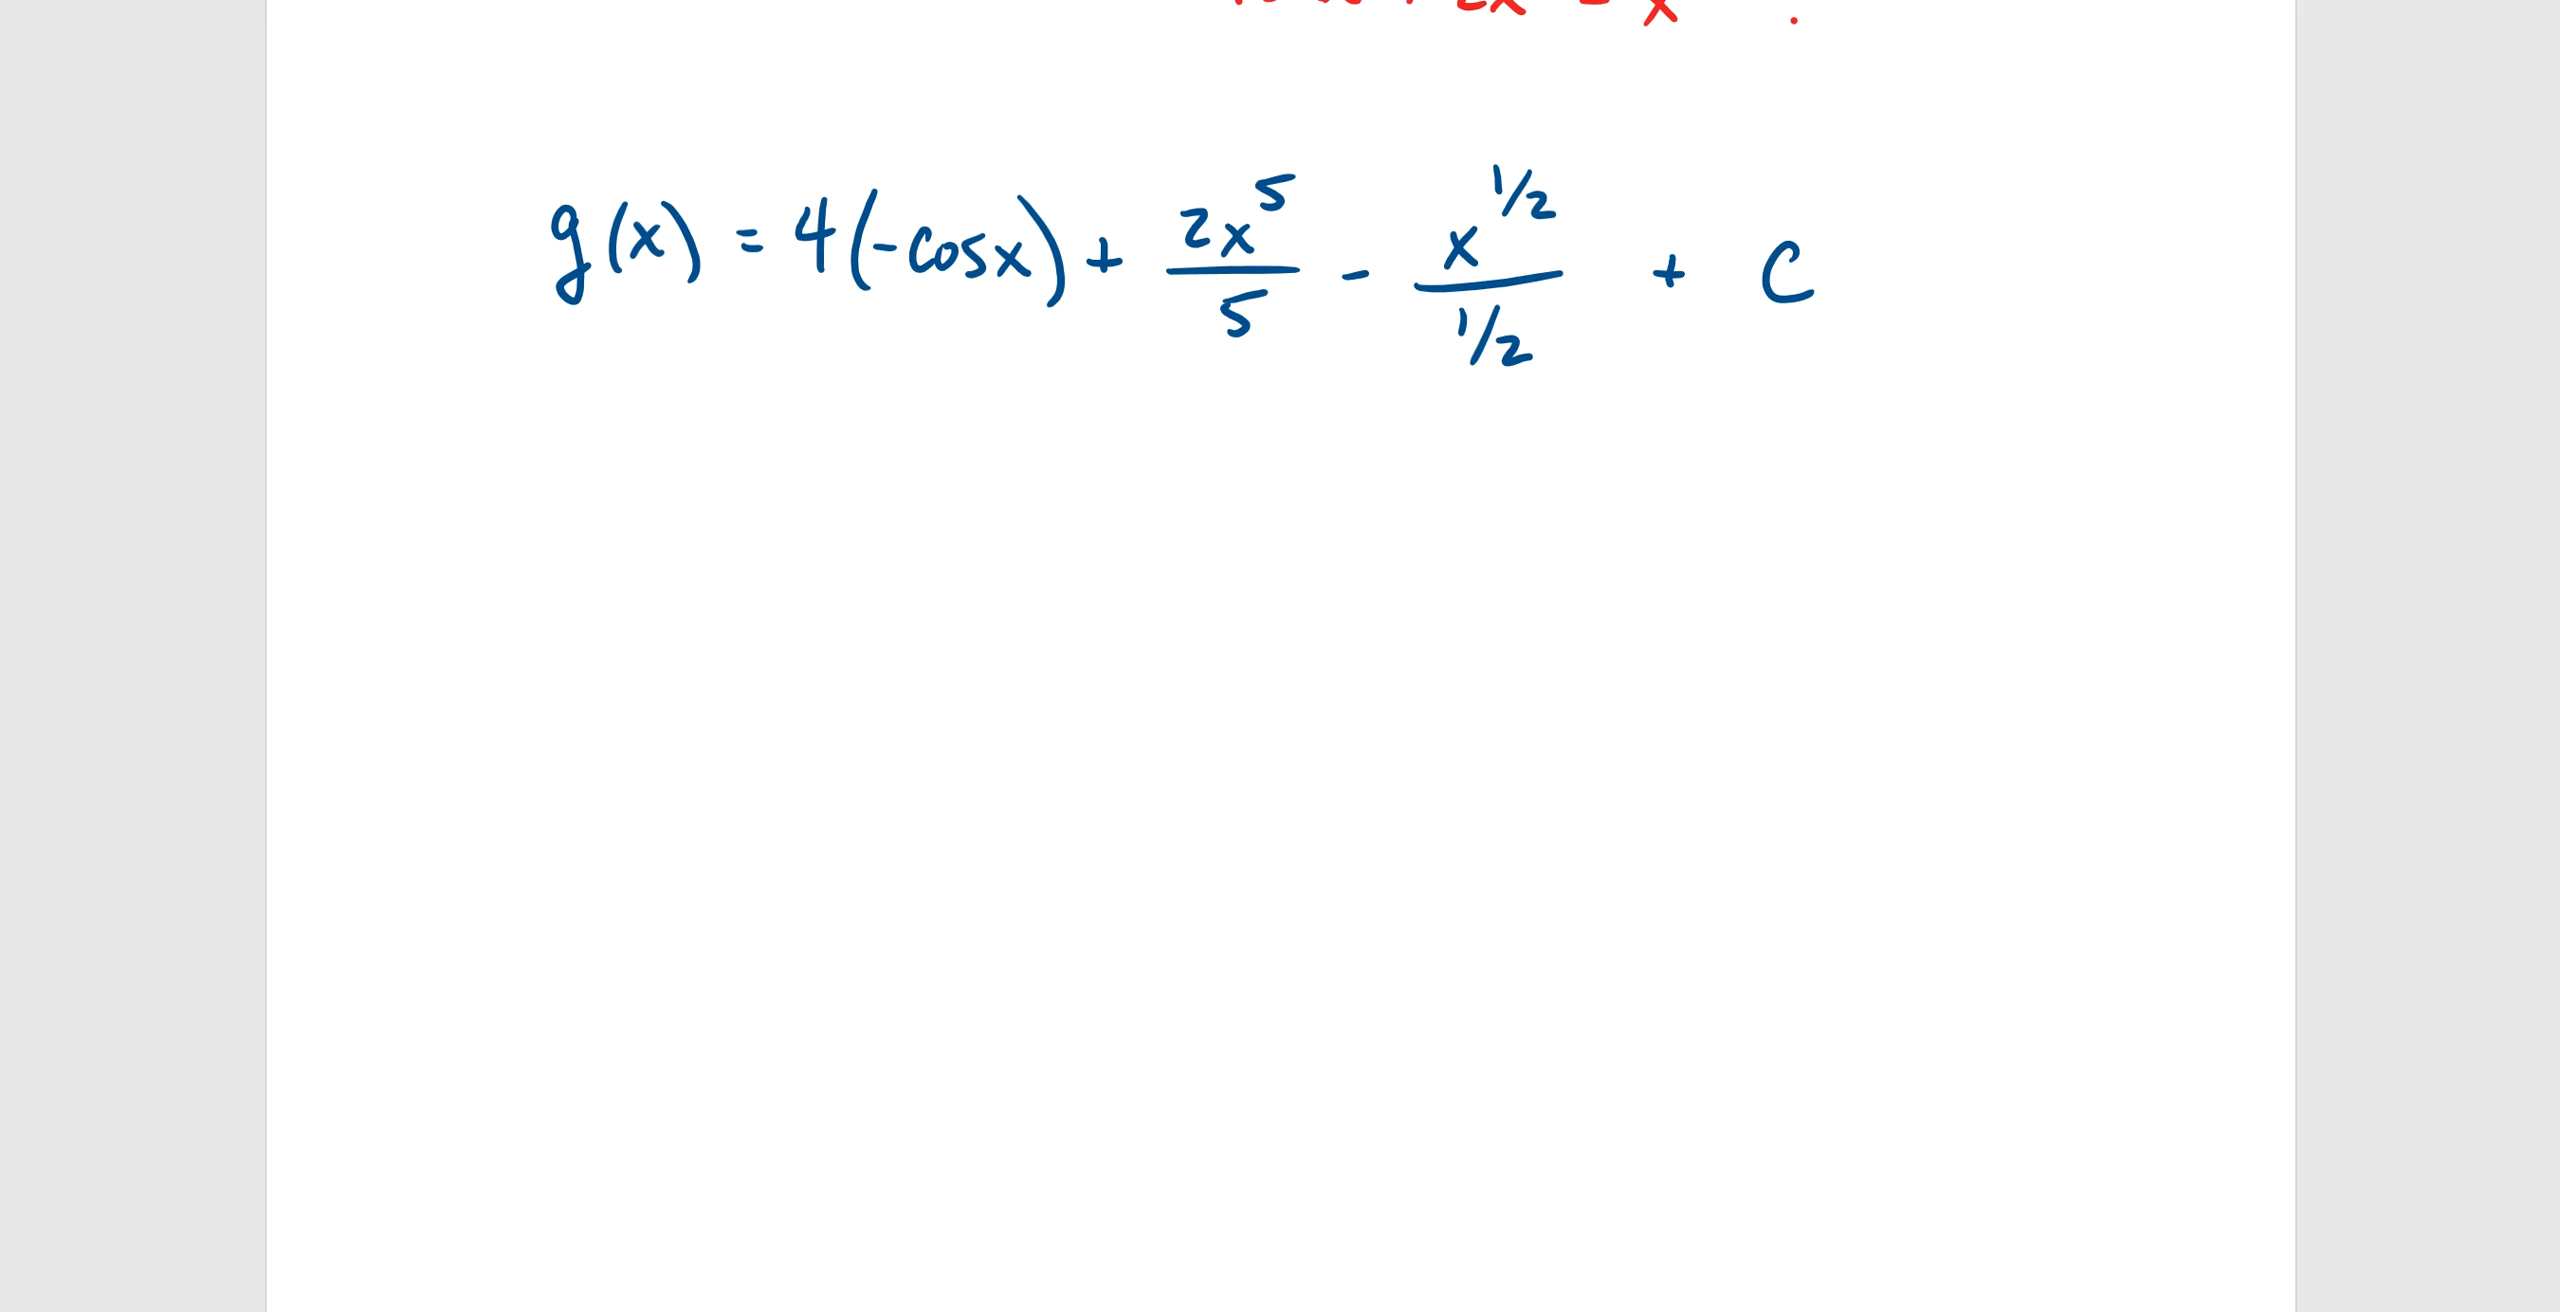 g(x) = 4(-cosx) + 2x^5/5 - x^1/2/1/2 + C